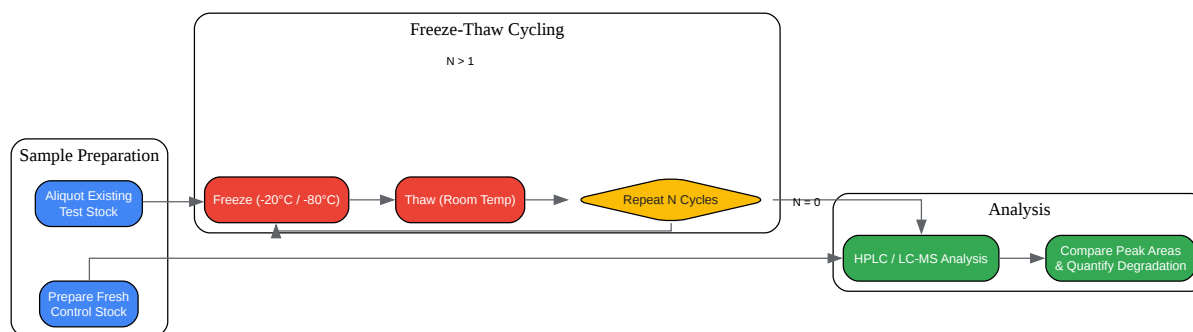 Freeze-Thaw Cycling
N > 1
Sample Preparation
Aliquot Existing
Test Stock
Freeze (-20°C / -80°C)
Thaw (Room Temp)
Repeat N Cycles
N = 0
Analysis
HPLC / LC-MS Analysis
Compare Peak Areas
& Quantify Degradation
Prepare Fresh
Control Stock